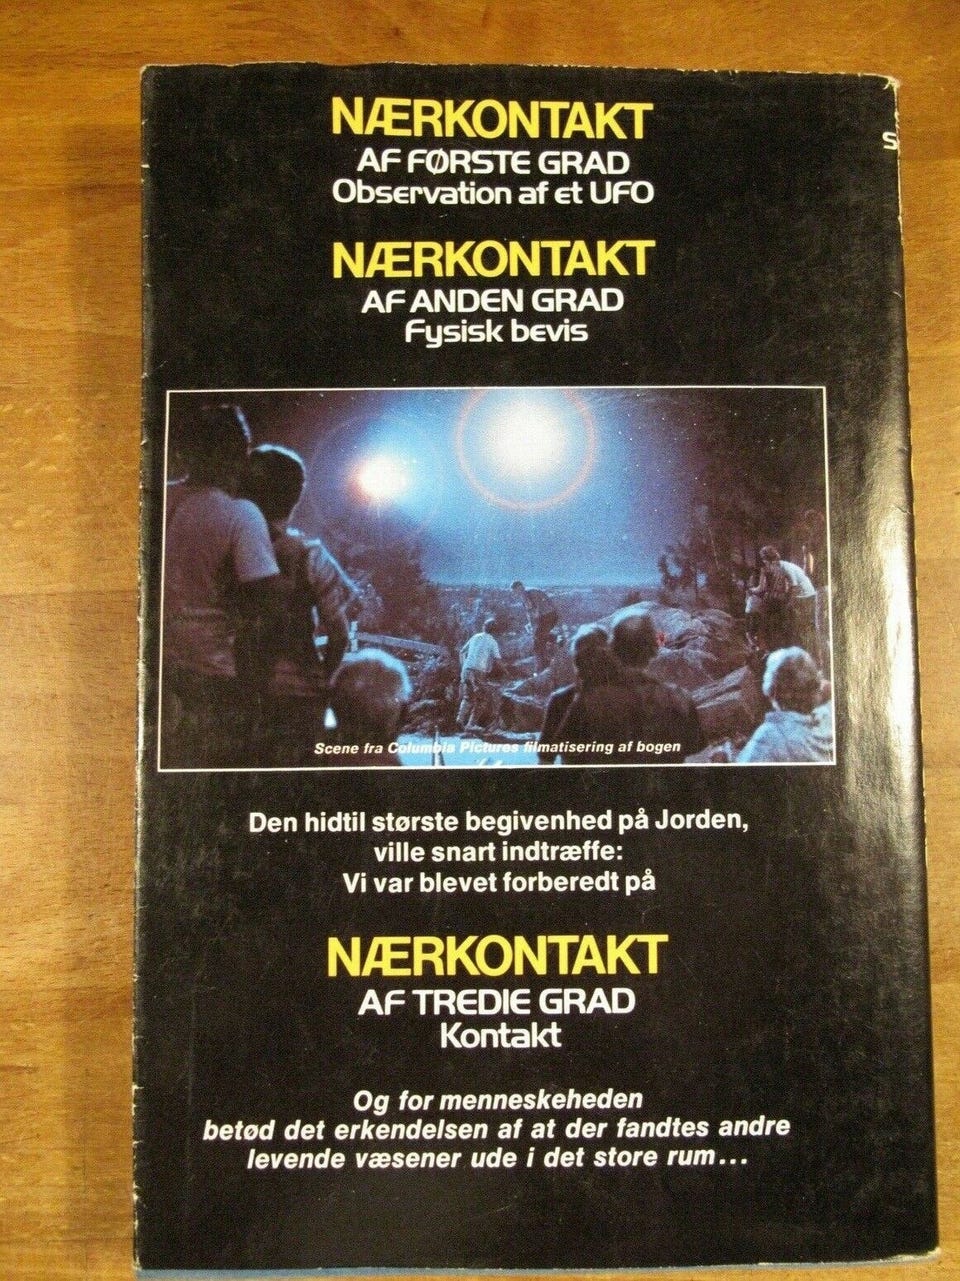 NÆRKONTAKT
AF FØRSTE GRAD
Observation af et UFO
S
NÆRKONTAKT
AF ANDEN GRAD
Fysisk bevis
Scene fra Columbia Pictures filmatisering af bogen
Den hidtil største begivenhed på Jorden,
ville snart indtræffe:
Vi var blevet forberedt på
NÆRKONTAKT
AF TREDIE GRAD
Kontakt
Og for menneskeheden
betød det erkendelsen af at der fandtes andre
levende væsener ude i det store rum...